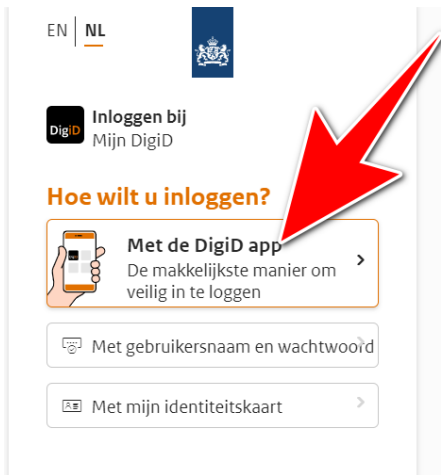 EN | NL
DigiD
Inloggen bij
Mijn DigiD
Hoe wilt u inloggen?
Met de DigiD app
De makkelijkste manier om
veilig in te loggen
Met gebruikersnaam en wachtwoord
Met mijn identiteitskaart